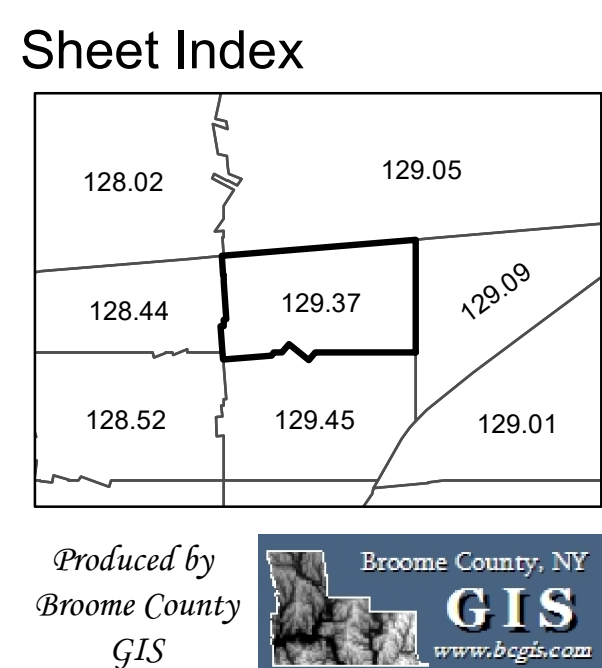 Sheet Index
128.02
129.05
128.44
129.37
129.09
128.52
129.45
129.01
Produced by
Broome County
GIS
Broome County, NY
GIS
www.bcgis.com